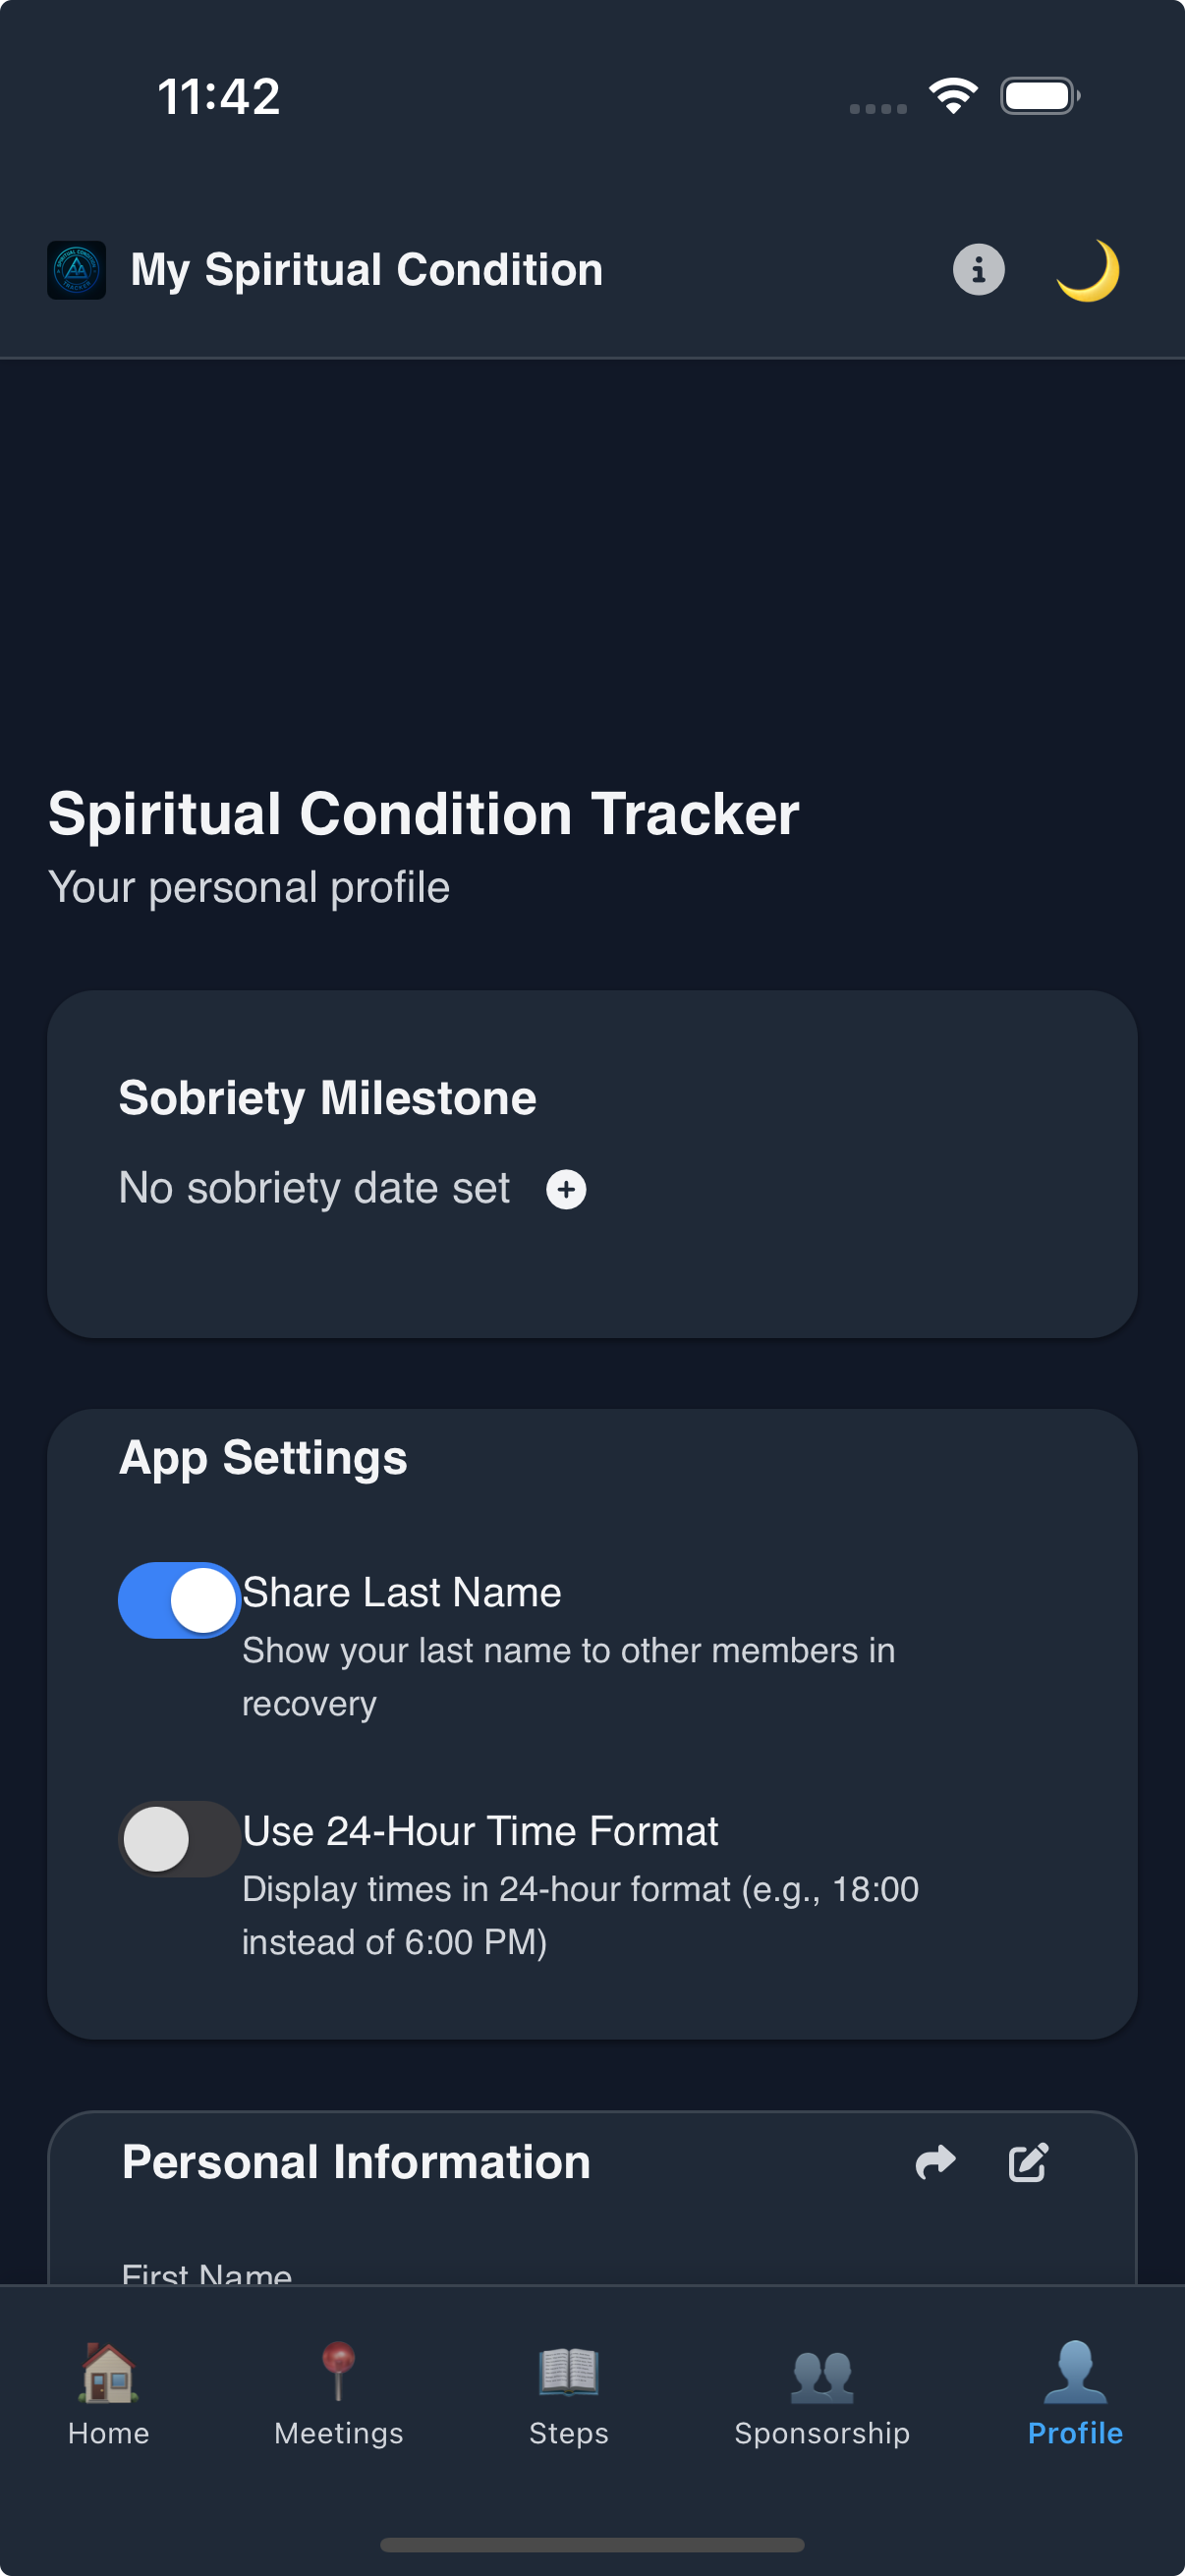 11:42
My Spiritual Condition
Spiritual Condition Tracker
Your personal profile
Sobriety Milestone
No sobriety date set
App Settings
Share Last Name
Show your last name to other members in
recovery
Use 24-Hour Time Format
Display times in 24-hour format (e.g., 18:00
instead of 6:00 PM)
Personal Information
First Name
Home
Meetings
Steps
Sponsorship
Profile